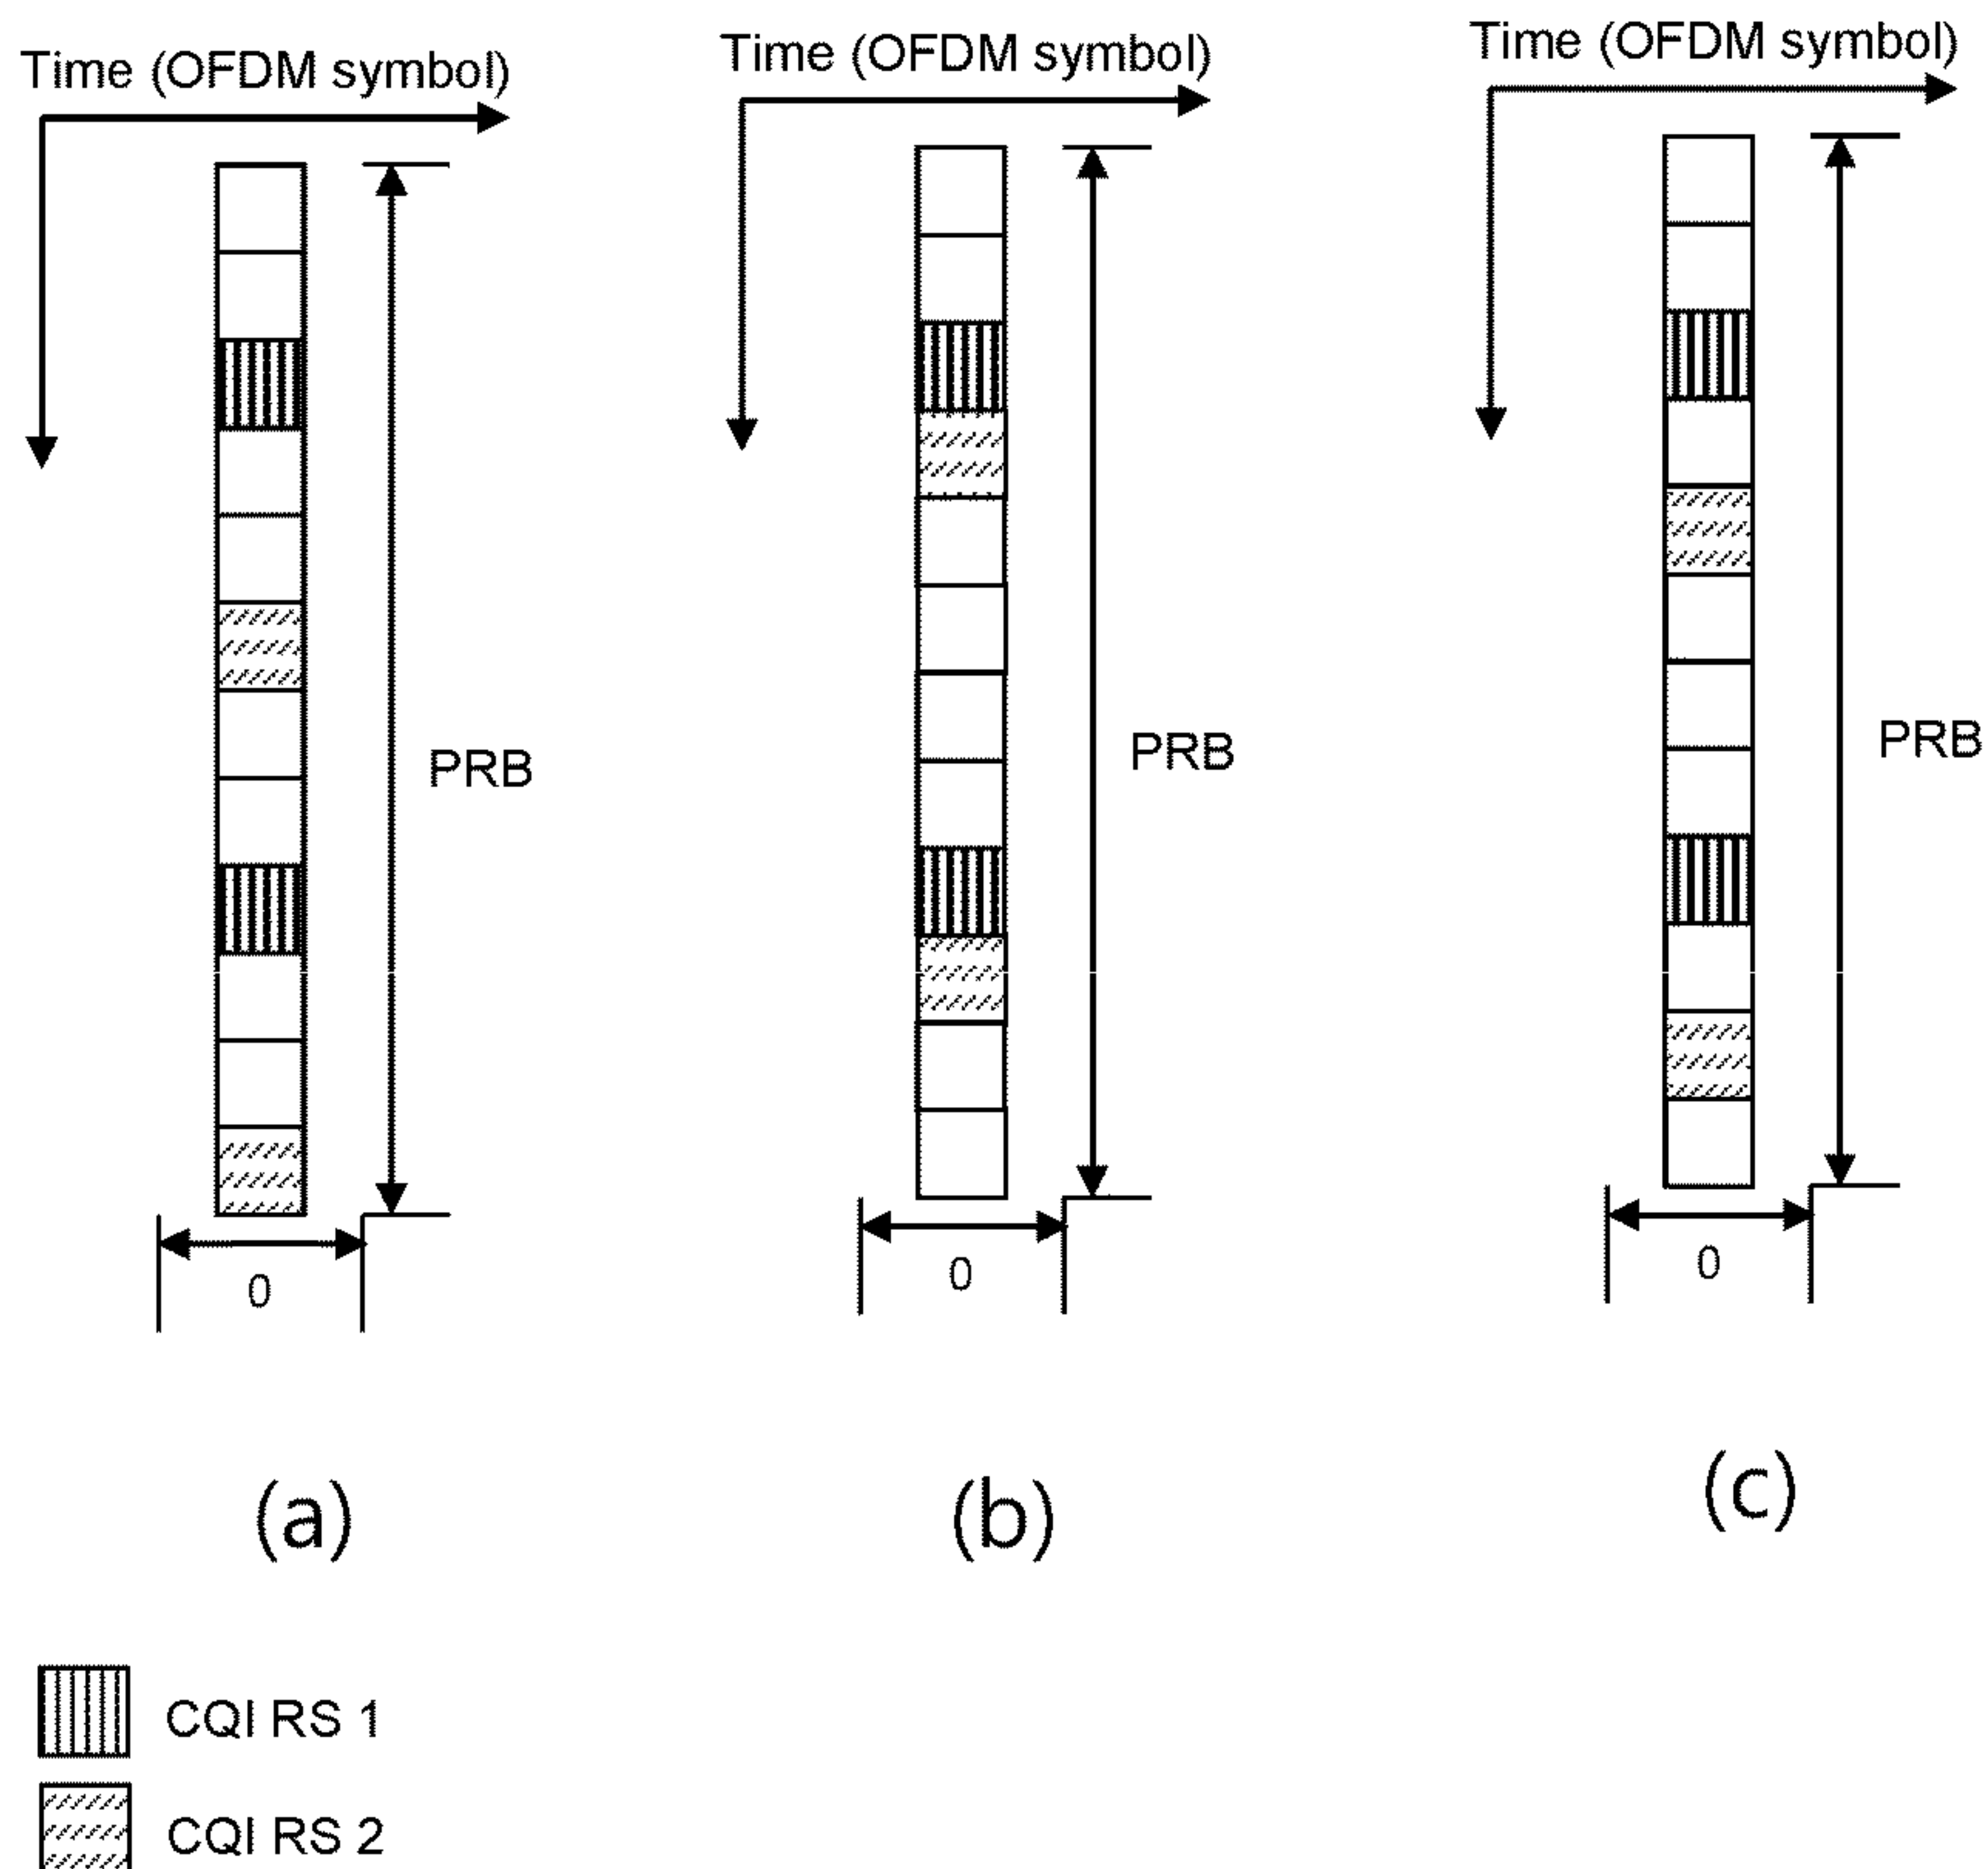 Time (OFDM symbol)
Time (OFDM symbol)
Time (OFDM symbol)
PRB
PRB
PRB
0
0
0
(a)
(b)
(c)
CQI RS 1
CQI RS 2